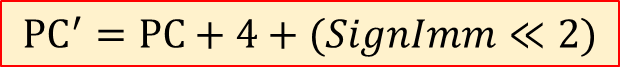 PC′ = PC + 4 + (SignImm ≪ 2)